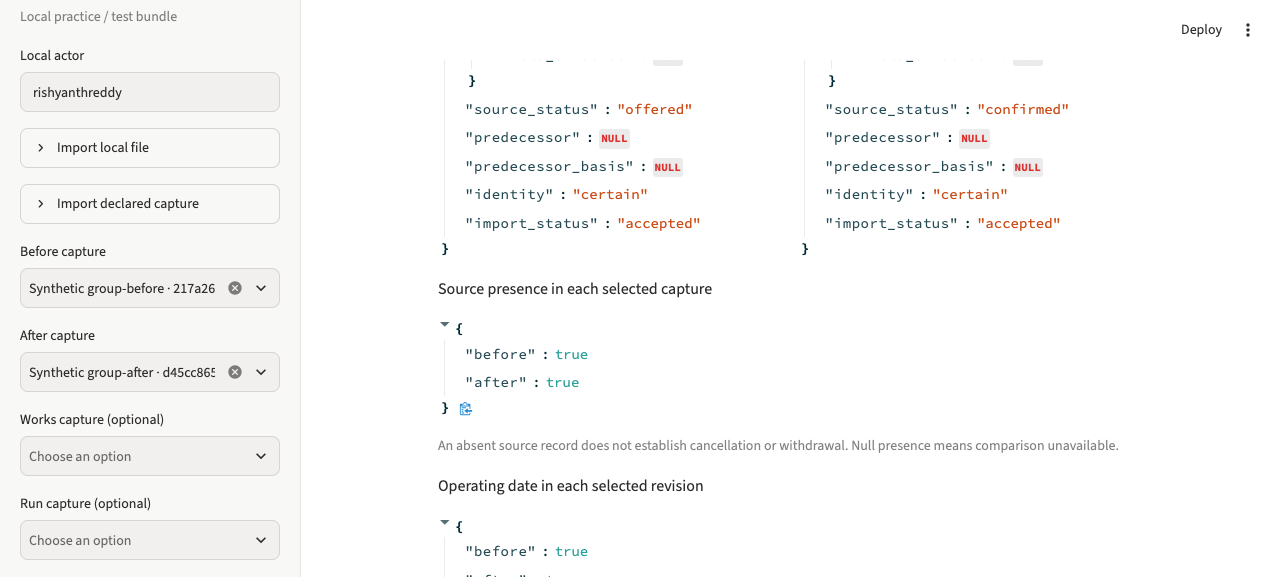 Local practice / test bundle
Deploy
Local actor
rishyanthreddy
Import local file
Import declared capture
Before capture
Synthetic group-before · 217a26
After capture
Synthetic group-after · d45cc865
Works capture (optional)
Choose an option
Run capture (optional)
Choose an option
}
"source_status" : "offered"
"predecessor" : NULL
"predecessor_basis" : NULL
"identity" : "certain"
"import_status" : "accepted"
}
}
"source_status" : "confirmed"
"predecessor" : NULL
"predecessor_basis" : NULL
"identity" : "certain"
"import_status" : "accepted"
}
Source presence in each selected capture
{
"before" : true
"after" : true
}
An absent source record does not establish cancellation or withdrawal. Null presence means comparison unavailable.
Operating date in each selected revision
{
"before" : true